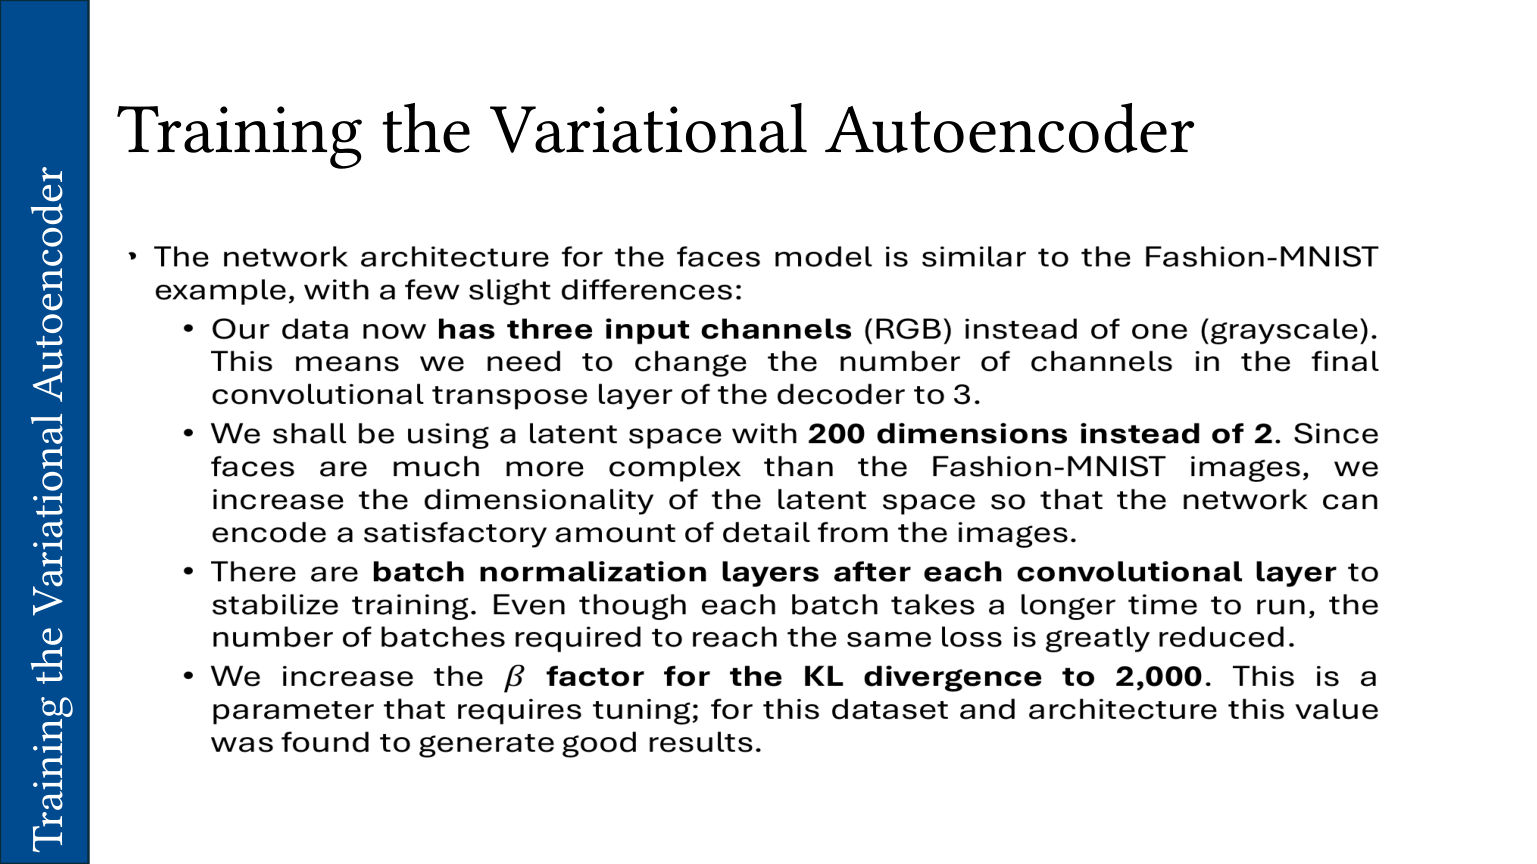 Training the Variational Autoencoder
Training the Variational Autoencoder
• The network architecture for the faces model is similar to the Fashion-MNIST
example, with a few slight differences:
• Our data now has three input channels (RGB) instead of one (grayscale).
This means we need to change the number of channels in the final
convolutional transpose layer of the decoder to 3.
• We shall be using a latent space with 200 dimensions instead of 2. Since
faces are much more complex than the Fashion-MNIST images, we
increase the dimensionality of the latent space so that the network can
encode a satisfactory amount of detail from the images.
• There are batch normalization layers after each convolutional layer to
stabilize training. Even though each batch takes a longer time to run, the
number of batches required to reach the same loss is greatly reduced.
• We increase the β factor for the KL divergence to 2,000. This is a
parameter that requires tuning; for this dataset and architecture this value
was found to generate good results.